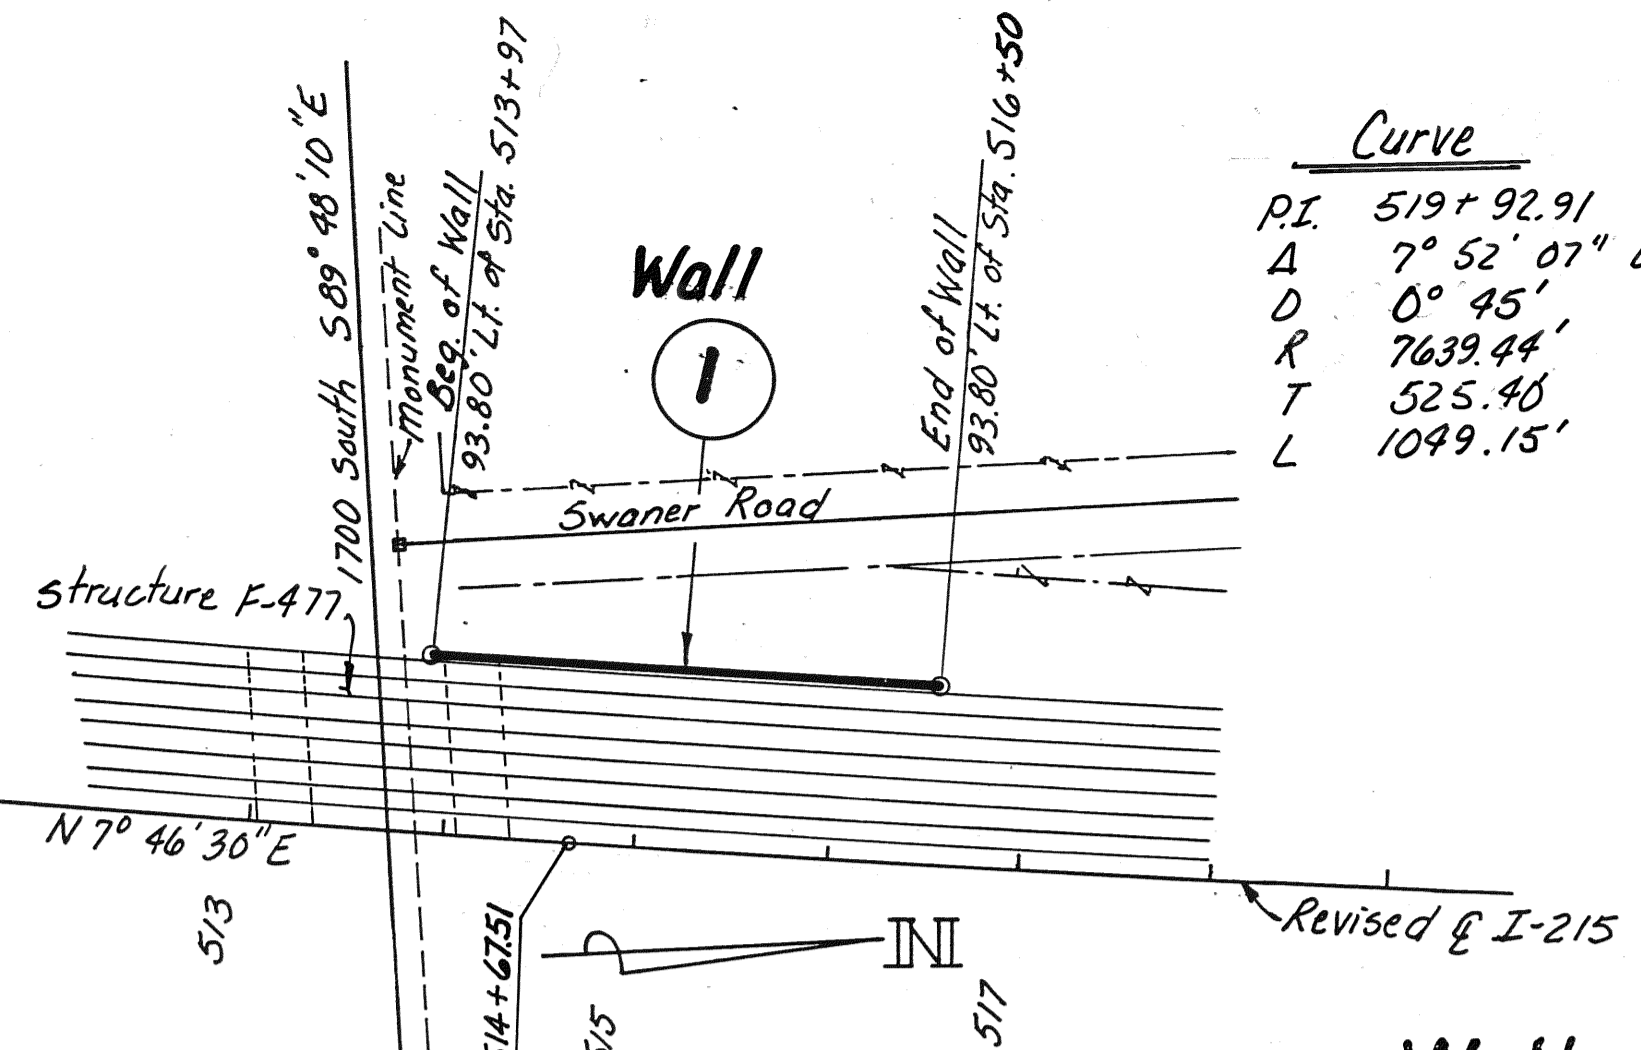 1700 South S 89° 48' 10" E
Monument Line
Beg. of Wall
93.80' Lt. of Sta. 513+97
Wall
1
End of Wall
93.80' Lt. of Sta. 516+50
Curve
P.I. 519+92.91
Δ 7° 52' 07"
D 0° 45'
R 7639.44'
T 525.40'
L 1049.15'
Swaner Road
Structure F-477
N 7° 46' 30" E
513
14+67.51
515
N
517
Revised ℄ I-215